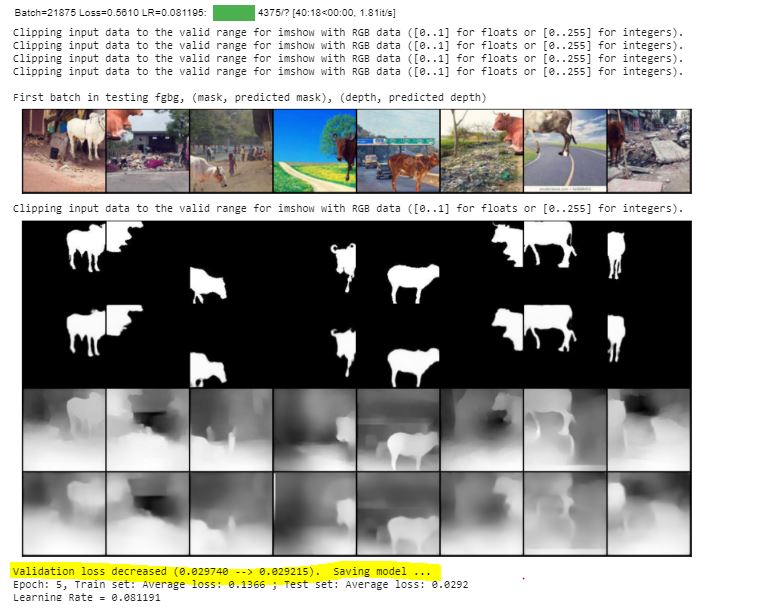 Batch=21875 Loss=0.5610 LR=0.081195: 4375/? [40:18<00:00, 1.81it/s]
Clipping input data to the valid range for imshow with RGB data ([0..1] for floats or [0..255] for integers).
Clipping input data to the valid range for imshow with RGB data ([0..1] for floats or [0..255] for integers).
Clipping input data to the valid range for imshow with RGB data ([0..1] for floats or [0..255] for integers).
Clipping input data to the valid range for imshow with RGB data ([0..1] for floats or [0..255] for integers).
First batch in testing fgbg, (mask, predicted mask), (depth, predicted depth)
Clipping input data to the valid range for imshow with RGB data ([0..1] for floats or [0..255] for integers).
Validation loss decreased (0.029740 --> 0.029215).  Saving model ...
Epoch: 5, Train set: Average loss: 0.1366 ; Test set: Average loss: 0.0292
Learning Rate = 0.081191